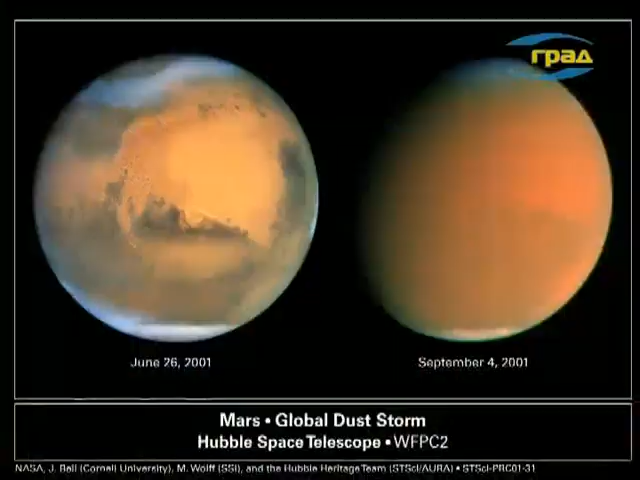 град
June 26, 2001
September 4, 2001
Mars • Global Dust Storm
Hubble Space Telescope • WFPC2
NASA, J. Bell (Cornell University), M. Wolff (SSI), and the Hubble Heritage Team (STScI/AURA) • STScI-PRC01-31